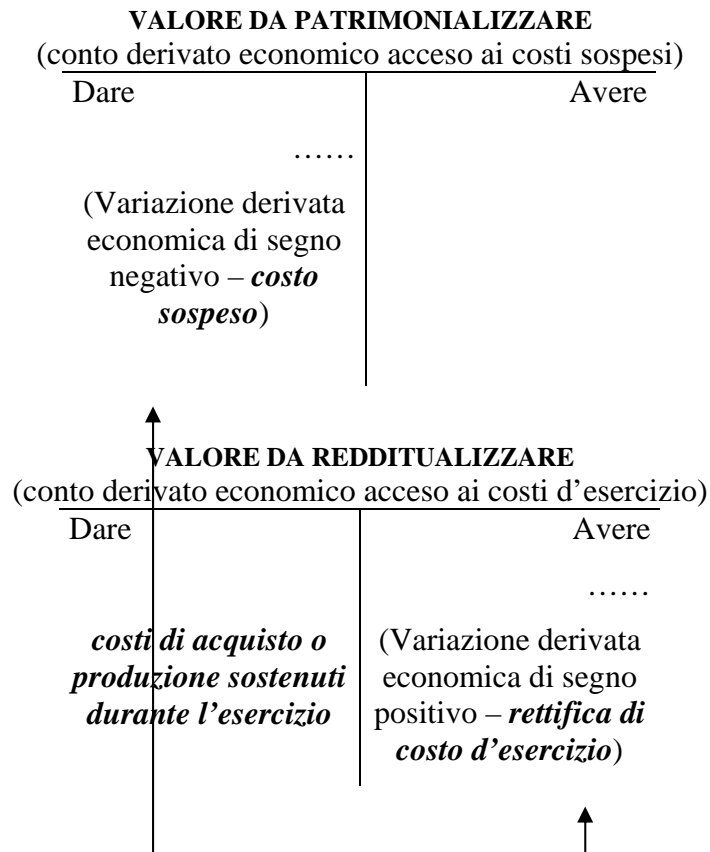 VALORE DA PATRIMONIALIZZARE
(conto derivato economico acceso ai costi sospesi)
Dare Avere
……
(Variazione derivata
economica di segno
negativo – costo
sospeso)
VALORE DA REDDITUALIZZARE
(conto derivato economico acceso ai costi d’esercizio)
Dare Avere
……
costi di acquisto o
produzione sostenuti
durante l’esercizio
(Variazione derivata
economica di segno
positivo – rettifica di
costo d’esercizio)